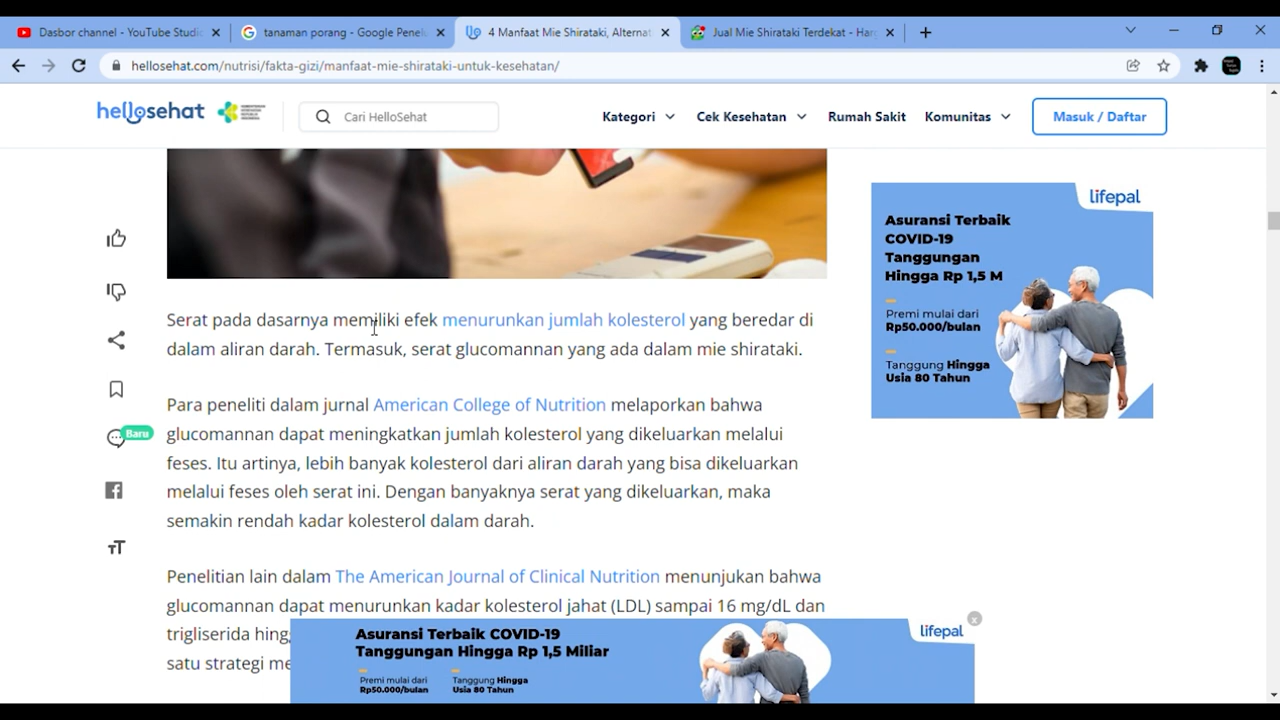 Dasbor channel - YouTube Studi
tanaman porang - Google Penelu
4 Manfaat Mie Shirataki, Alternat
Jual Mie Shirataki Terdekat - Harg
hellosehat.com/nutrisi/fakta-gizi/manfaat-mie-shirataki-untuk-kesehatan/
hellosehat
Cari HelloSehat
Kategori
Cek Kesehatan
Rumah Sakit
Komunitas
Masuk / Daftar
Serat pada dasarnya memiliki efek menurunkan jumlah kolesterol yang beredar di
dalam aliran darah. Termasuk, serat glucomannan yang ada dalam mie shirataki.
Para peneliti dalam jurnal American College of Nutrition melaporkan bahwa
glucomannan dapat meningkatkan jumlah kolesterol yang dikeluarkan melalui
feses. Itu artinya, lebih banyak kolesterol dari aliran darah yang bisa dikeluarkan
melalui feses oleh serat ini. Dengan banyaknya serat yang dikeluarkan, maka
semakin rendah kadar kolesterol dalam darah.
Penelitian lain dalam The American Journal of Clinical Nutrition menunjukan bahwa
glucomannan dapat menurunkan kadar kolesterol jahat (LDL) sampai 16 mg/dL dan
trigliserida hingg
satu strategi me
Baru
lifepal
Asuransi Terbaik
COVID-19
Tanggungan
Hingga Rp 1,5 M
Premi mulai dari
Rp50.000/bulan
Tanggung Hingga
Usia 80 Tahun
Asuransi Terbaik COVID-19
Tanggungan Hingga Rp 1,5 Miliar
Premi mulai dari
Rp50.000/bulan
Tanggung Hingga
Usia 80 Tahun
lifepal
x